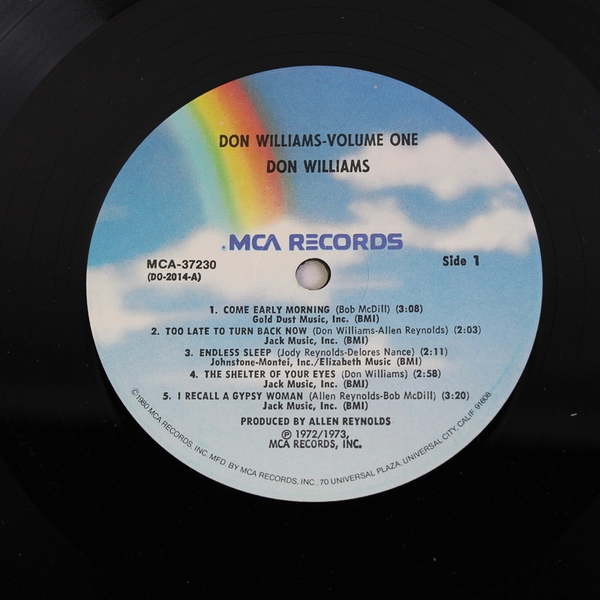 DON WILLIAMS-VOLUME ONE
DON WILLIAMS
MCA RECORDS
MCA-37230
(DO-2014-A)
Side 1
1. COME EARLY MORNING (Bob McDill) (3:08)
Gold Dust Music, Inc. (BMI)
2. TOO LATE TO TURN BACK NOW (Don Williams-Allen Reynolds) (2:03)
Jack Music, Inc. (BMI)
3. ENDLESS SLEEP (Jody Reynolds-Delores Nance) (2:11)
Johnstone-Montei, Inc./Elizabeth Music (BMI)
4. THE SHELTER OF YOUR EYES (Don Williams) (2:58)
Jack Music, Inc. (BMI)
5. I RECALL A GYPSY WOMAN (Allen Reynolds-Bob McDill) (3:20)
Jack Music, Inc. (BMI)
PRODUCED BY ALLEN REYNOLDS
℗ 1972/1973,
MCA RECORDS, INC.
©1980 MCA RECORDS, INC. MFD. BY MCA RECORDS, INC., 70 UNIVERSAL PLAZA, UNIVERSAL CITY, CALIF. 91608